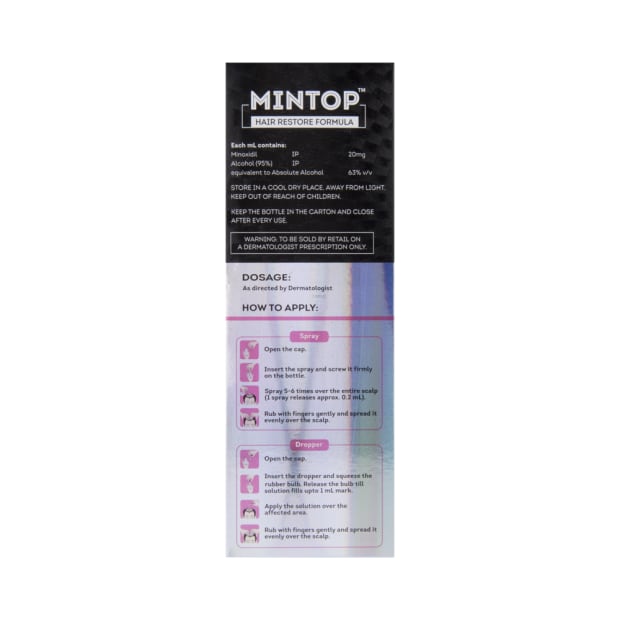 MINTOP™
HAIR RESTORE FORMULA
Each mL contains:
Minoxidil IP 20mg
Alcohol (95%) IP
equivalent to Absolute Alcohol 63% v/v
STORE IN A COOL DRY PLACE. AWAY FROM LIGHT.
KEEP OUT OF REACH OF CHILDREN.
KEEP THE BOTTLE IN THE CARTON AND CLOSE
AFTER EVERY USE.
WARNING: TO BE SOLD BY RETAIL ON
A DERMATOLOGIST PRESCRIPTION ONLY.
DOSAGE:
As directed by Dermatologist
HOW TO APPLY:
Spray
Open the cap.
Insert the spray and screw it firmly
on the bottle.
Spray 5-6 times over the entire scalp
(1 spray releases approx. 0.2 mL).
Rub with fingers gently and spread it
evenly over the scalp.
Dropper
Open the cap.
Insert the dropper and squeeze the
rubber bulb. Release the bulb till
solution fills upto 1 mL mark.
Apply the solution over the
affected area.
Rub with fingers gently and spread it
evenly over the scalp.